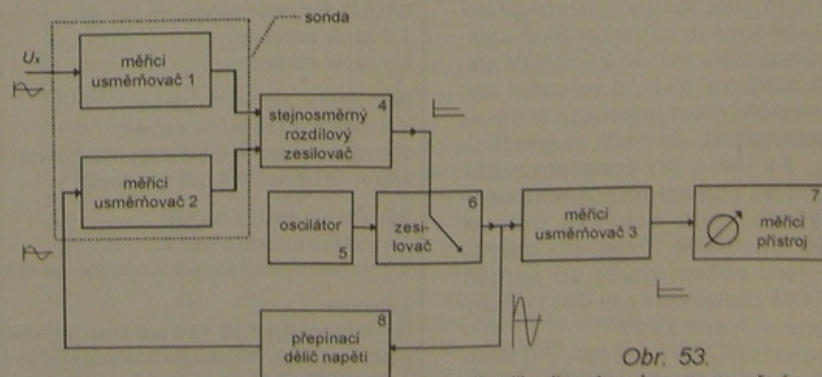 sonda
Uₓ
měřicí
usměrňovač 1
4
stejnosměrný
rozdílový
zesilovač
měřicí
usměrňovač 2
oscilátor
5
6
zesi-
lovač
měřicí
usměrňovač 3
7
měřicí
přístroj
8
přepínací
dělič napětí
Obr. 53.